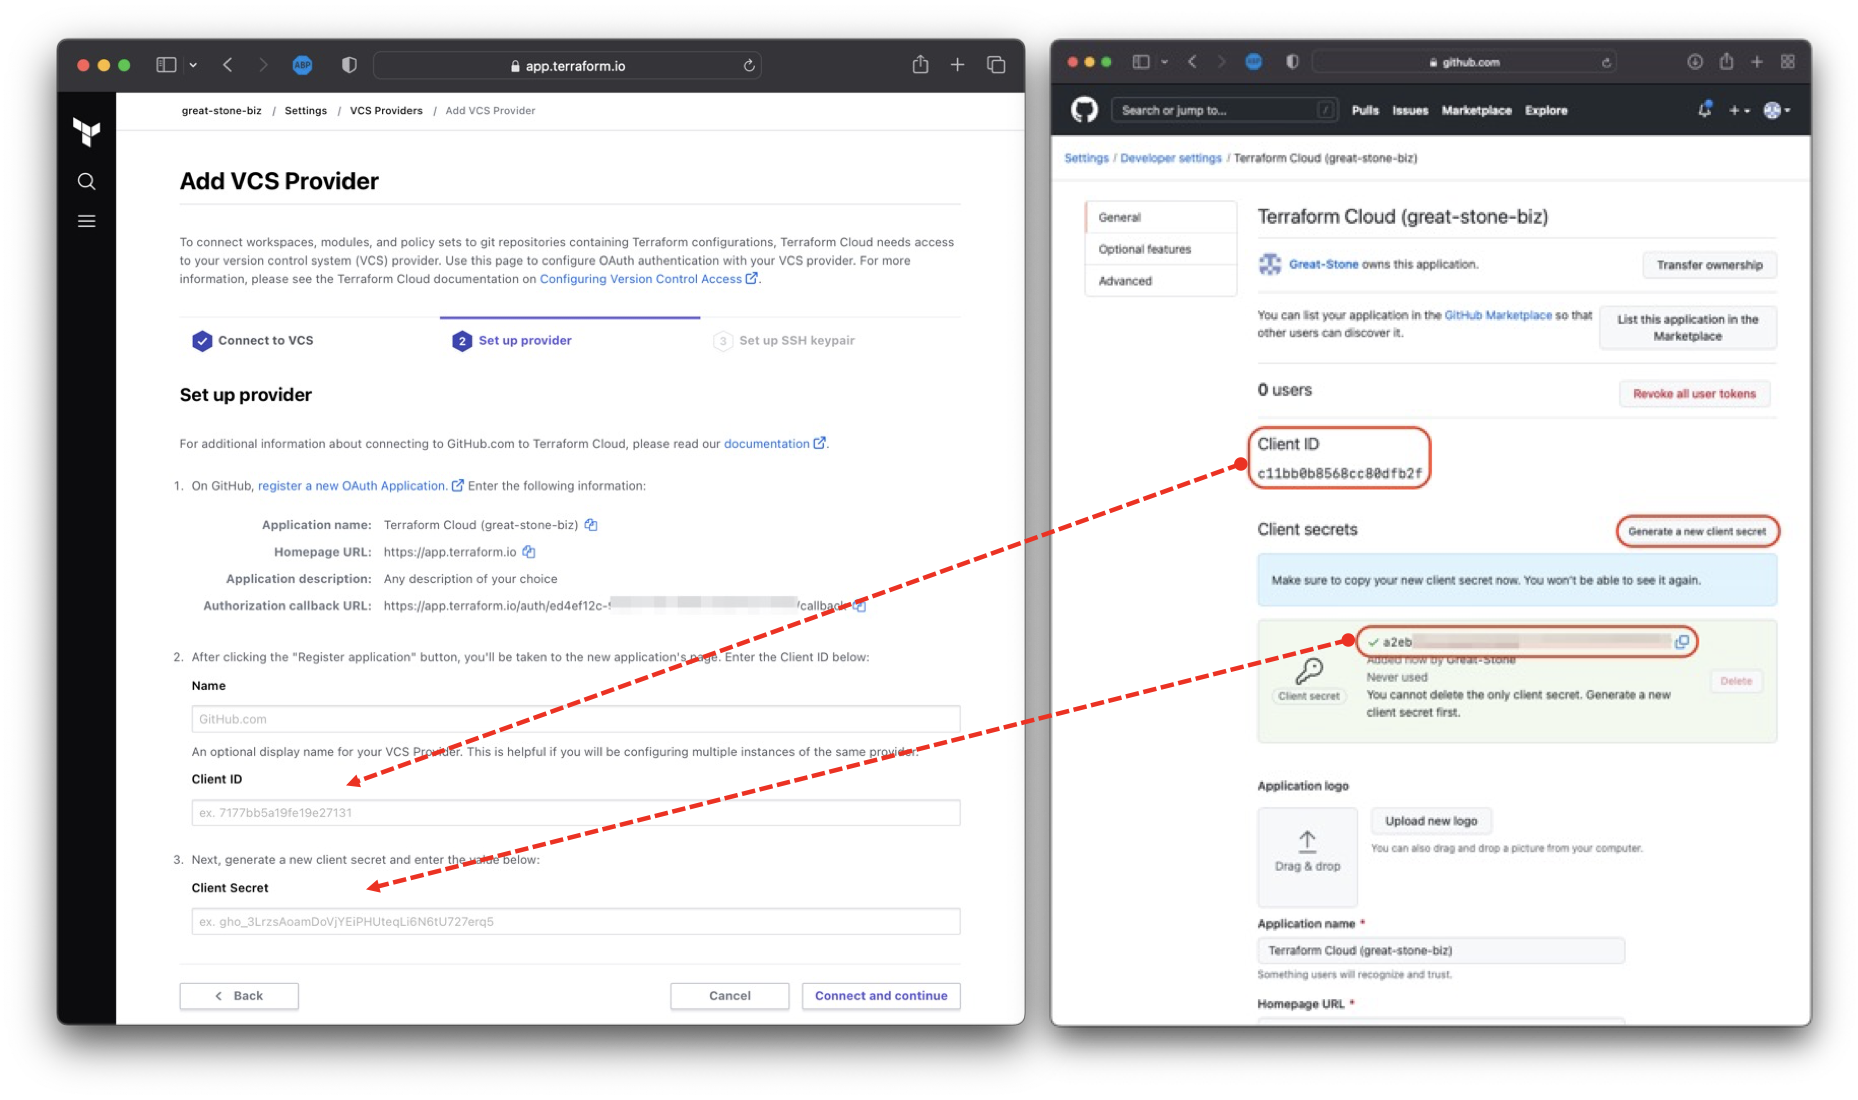 app.terraform.io
great-stone-biz / Settings / VCS Providers / Add VCS Provider
Add VCS Provider
To connect workspaces, modules, and policy sets to git repositories containing Terraform configurations, Terraform Cloud needs access
to your version control system (VCS) provider. Use this page to configure OAuth authentication with your VCS provider. For more
information, please see the Terraform Cloud documentation on Configuring Version Control Access.
Connect to VCS
2 Set up provider
3 Set up SSH keypair
Set up provider
For additional information about connecting to GitHub.com to Terraform Cloud, please read our documentation.
1. On GitHub, register a new OAuth Application. Enter the following information:
Application name: Terraform Cloud (great-stone-biz)
Homepage URL: https://app.terraform.io
Application description: Any description of your choice
Authorization callback URL: https://app.terraform.io/auth/ed4ef12c- /callback
2. After clicking the "Register application" button, you'll be taken to the new application's page. Enter the Client ID below:
Name
GitHub.com
An optional display name for your VCS Provider. This is helpful if you will be configuring multiple instances of the same provider.
Client ID
ex. 7177bb5a19fe19e27131
3. Next, generate a new client secret and enter the value below:
Client Secret
ex. gho_3LrzsAoamDoVjYEiPHUteqLi6N6tU727erq5
Back
Cancel
Connect and continue
ABP
github.com
Search or jump to... /
Pulls Issues Marketplace Explore
Settings / Developer settings / Terraform Cloud (great-stone-biz)
General
Optional features
Advanced
Terraform Cloud (great-stone-biz)
Great-Stone owns this application.
Transfer ownership
You can list your application in the GitHub Marketplace so that
other users can discover it.
List this application in the
Marketplace
0 users
Revoke all user tokens
Client ID
c11bb0b8568cc80dfb2f
Client secrets
Generate a new client secret
Make sure to copy your new client secret now. You won't be able to see it again.
a2eb
Added now by Great-Stone
Never used
Client secret
You cannot delete the only client secret. Generate a new
client secret first.
Delete
Application logo
Drag & drop
Upload new logo
You can also drag and drop a picture from your computer.
Application name *
Terraform Cloud (great-stone-biz)
Something users will recognize and trust.
Homepage URL *